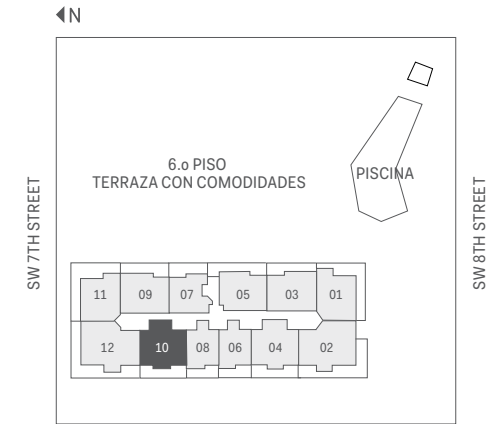 N
6.o PISO
TERRAZA CON COMODIDADES
PISCINA
SW 7TH STREET
SW 8TH STREET
11 09 07 05 03 01
12 10 08 06 04 02